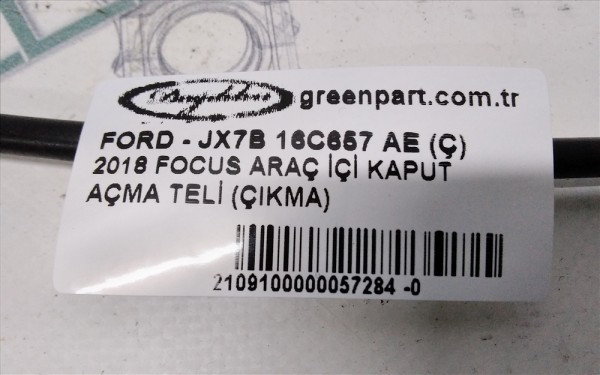 greenpart.com.tr
FORD - JX7B 16C657 AE (Ç)
2018 FOCUS ARAÇ İÇİ KAPUT
AÇMA TELİ (ÇIKMA)
2109100000057284 -0